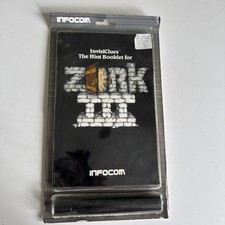 INFOCOM
InvisiClues
The Hint Booklet for
ZORK
III
INFOCOM